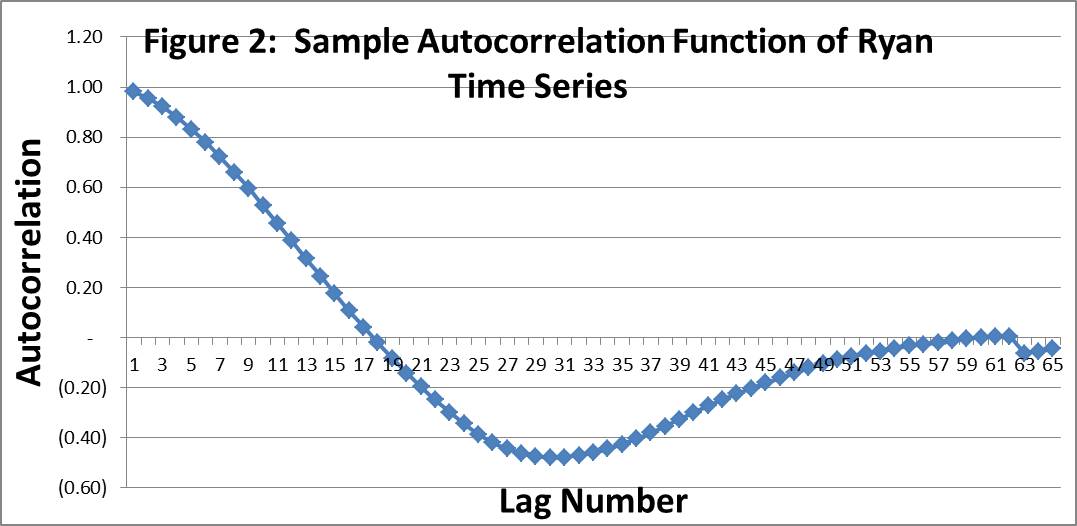 Figure 2: Sample Autocorrelation Function of Ryan
Time Series
Autocorrelation
1.20
1.00
0.80
0.60
0.40
0.20
-
(0.20)
(0.40)
(0.60)
1 3 5 7 9 11 13 15 17 19 21 23 25 27 29 31 33 35 37 39 41 43 45 47 49 51 53 55 57 59 61 63 65
Lag Number